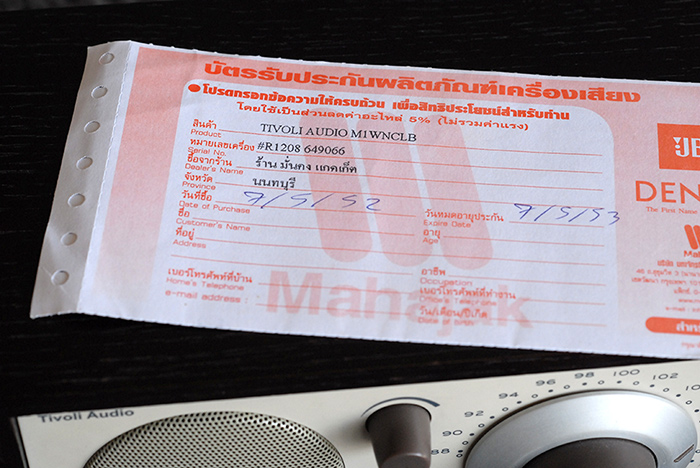 บัตรรับประกันผลิตภัณฑ์เครื่องเสียง
โปรดกรอกข้อความให้ครบถ้วน เพื่อสิทธิประโยชน์สำหรับท่าน
โดยใช้เป็นส่วนลดค่าอะไหล่ 5% (ไม่รวมค่าแรง)
สินค้า TIVOLI AUDIO M1WNCLB
Product
หมายเลขเครื่อง #R1208 649066
Serial No.
ชื่อจากร้าน ร้าน มั่นคง แกดเก็ต
Dealer's Name
จังหวัด นนทบุรี
Province
วันที่ซื้อ 7/5/52 วันหมดอายุประกัน 7/5/53
Date of Purchase Expire Date
ชื่อ อายุ
Customer's Name Age
ที่อยู่
Address
เบอร์โทรศัพท์ที่บ้าน อาชีพ
Home's Telephone Occupation
e-mail address : เบอร์โทรศัพท์ที่ทำงาน
Office's Telephone
วัน/เดือน/ปีเกิด
Date of birth
Mahajak
DEN
The First Name
Mah
Tivoli Audio
88 90 92 94 96 98 100 102